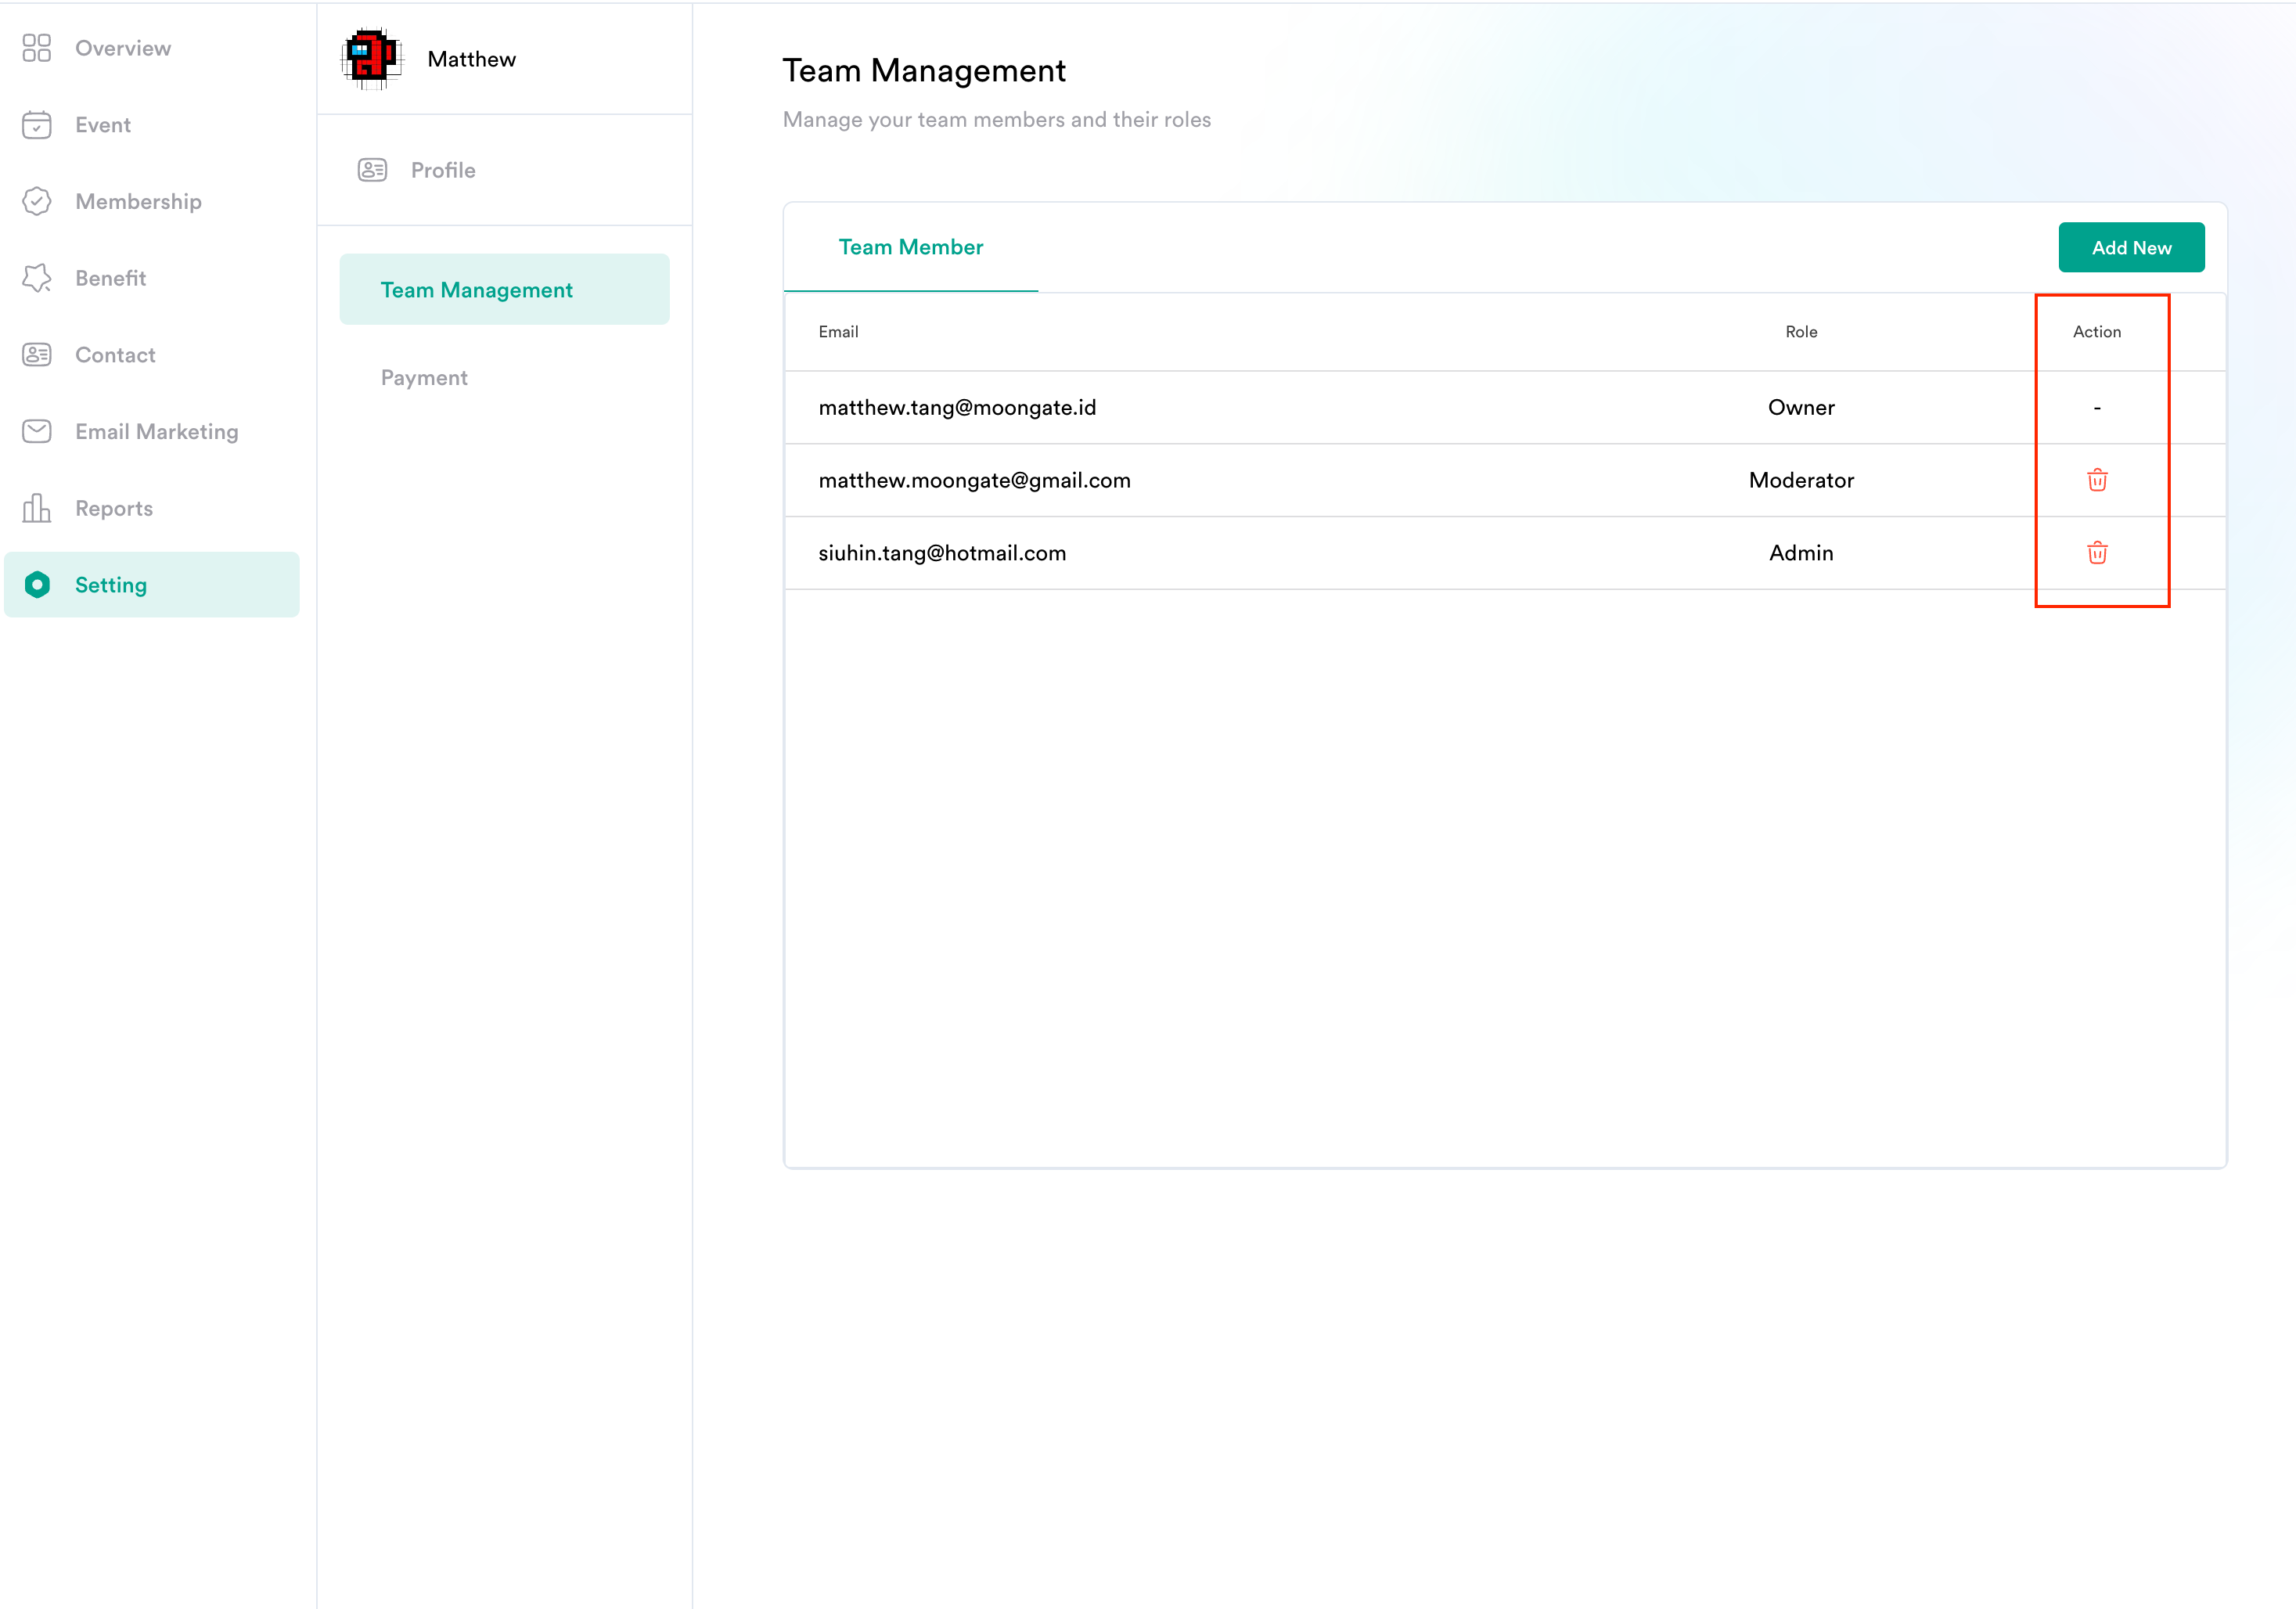 Overview
Event
Membership
Benefit
Contact
Email Marketing
Reports
Setting
Matthew
Profile
Team Management
Payment
Team Management
Manage your team members and their roles
Team Member
Add New
Email Role Action
matthew.tang@moongate.id Owner -
matthew.moongate@gmail.com Moderator
siuhin.tang@hotmail.com Admin